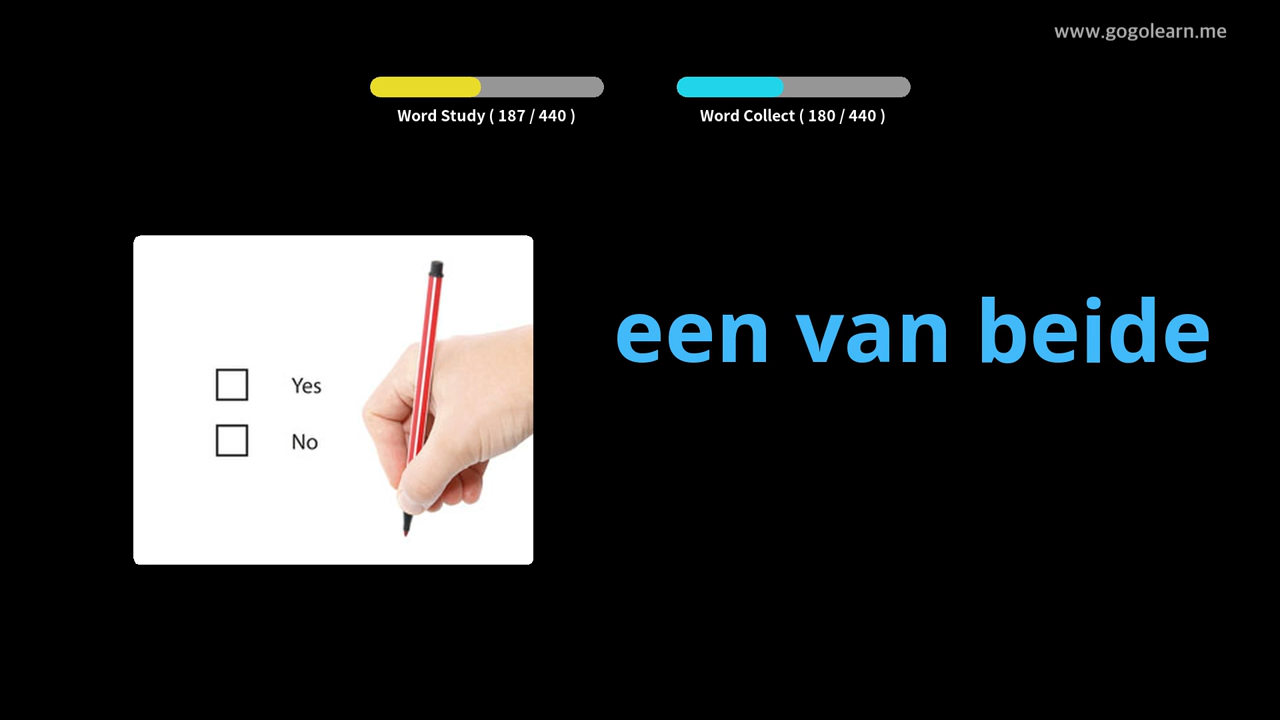 www.gogolearn.me
Word Study ( 187 / 440 )
Word Collect ( 180 / 440 )
een van beide
Yes
No